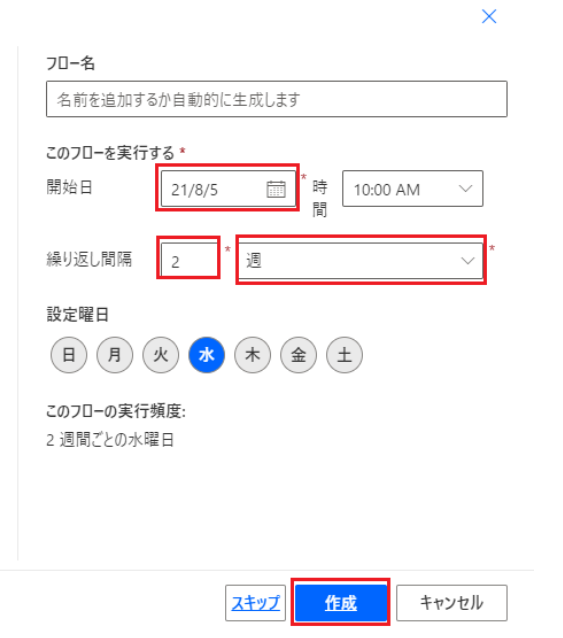 フロー名
名前を追加するか自動的に生成します
このフローを実行する *
開始日 21/8/5 * 時間 10:00 AM
繰り返し間隔 2 * 週 *
設定曜日
日 月 火 水 木 金 土
このフローの実行頻度:
2 週間ごとの水曜日
スキップ 作成 キャンセル